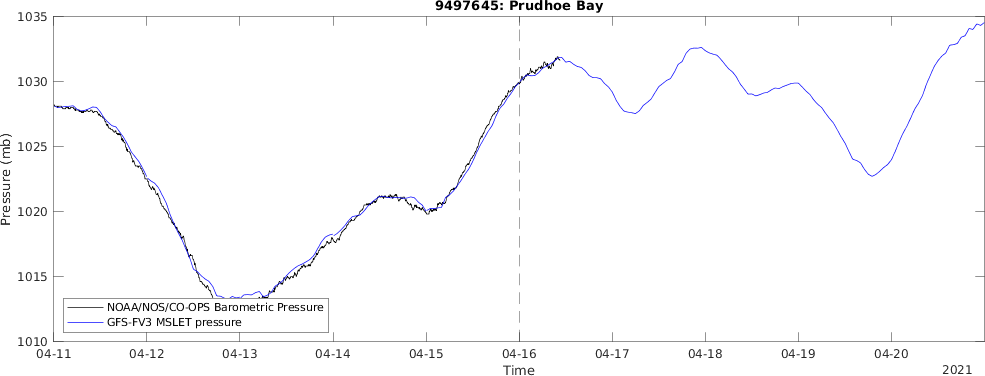 9497645: Prudhoe Bay
1035
1030
1025
1020
1015
1010
Pressure (mb)
NOAA/NOS/CO-OPS Barometric Pressure
GFS-FV3 MSLET pressure
04-11 04-12 04-13 04-14 04-15 04-16 04-17 04-18 04-19 04-20
Time
2021